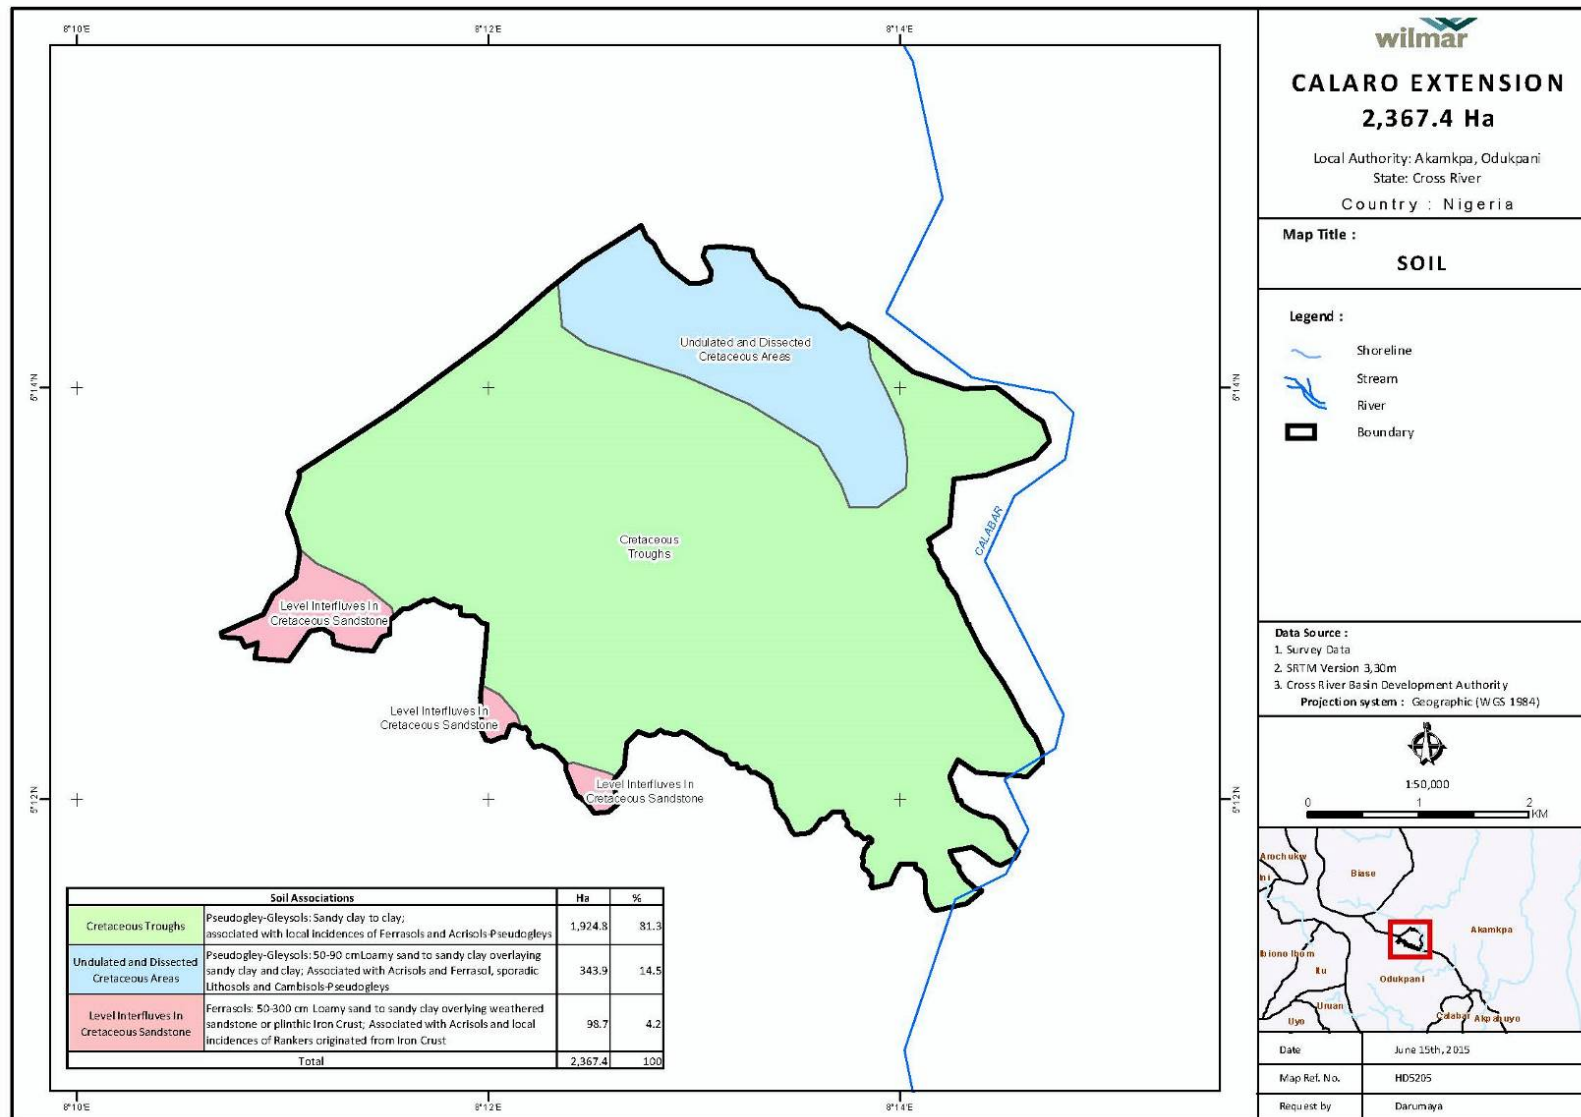 8°10'E
8°12'E
8°14'E
wilmar
CALARO EXTENSION
2,367.4 Ha
Local Authority: Akamkpa, Odukpani
State: Cross River
Country : Nigeria
Map Title :
SOIL
Legend :
Shoreline
Stream
River
Boundary
Undulated and Dissected
Cretaceous Areas
5°14'N
5°14'N
CALABAR
Cretaceous
Troughs
Level Interfluves In
Cretaceous Sandstone
Level Interfluves In
Cretaceous Sandstone
Level Interfluves In
Cretaceous Sandstone
5°12'N
5°12'N
Data Source :
1. Survey Data
2. SRTM Version 3,30m
3. Cross River Basin Development Authority
Projection system : Geographic (WGS 1984)
1:50,000
0 1 2
KM
Arochukw
Biase
Akamkpa
Ibiono Ibom
Itu
Odukpani
Uruan
Uyo
Calabar
Akpabuyo
Soil Associations Ha %
Cretaceous Troughs
Pseudogley-Gleysols: Sandy clay to clay;
associated with local incidences of Ferrasols and Acrisols-Pseudogleys
1,924.8 81.3
Undulated and Dissected
Cretaceous Areas
Pseudogley-Gleysols: 50-90 cmLoamy sand to sandy clay overlaying
sandy clay and clay; Associated with Acrisols and Ferrasol, sporadic
Lithosols and Cambisols-Pseudogleys
343.9 14.5
Level Interfluves In
Cretaceous Sandstone
Ferrasols: 50-300 cm Loamy sand to sandy clay overlying weathered
sandstone or plinthic Iron Crust; Associated with Acrisols and local
incidences of Rankers originated from Iron Crust
98.7 4.2
Total 2,367.4 100
Date June 15th, 2015
Map Ref. No. HD5205
Request by Darumaya
8°10'E
8°12'E
8°14'E